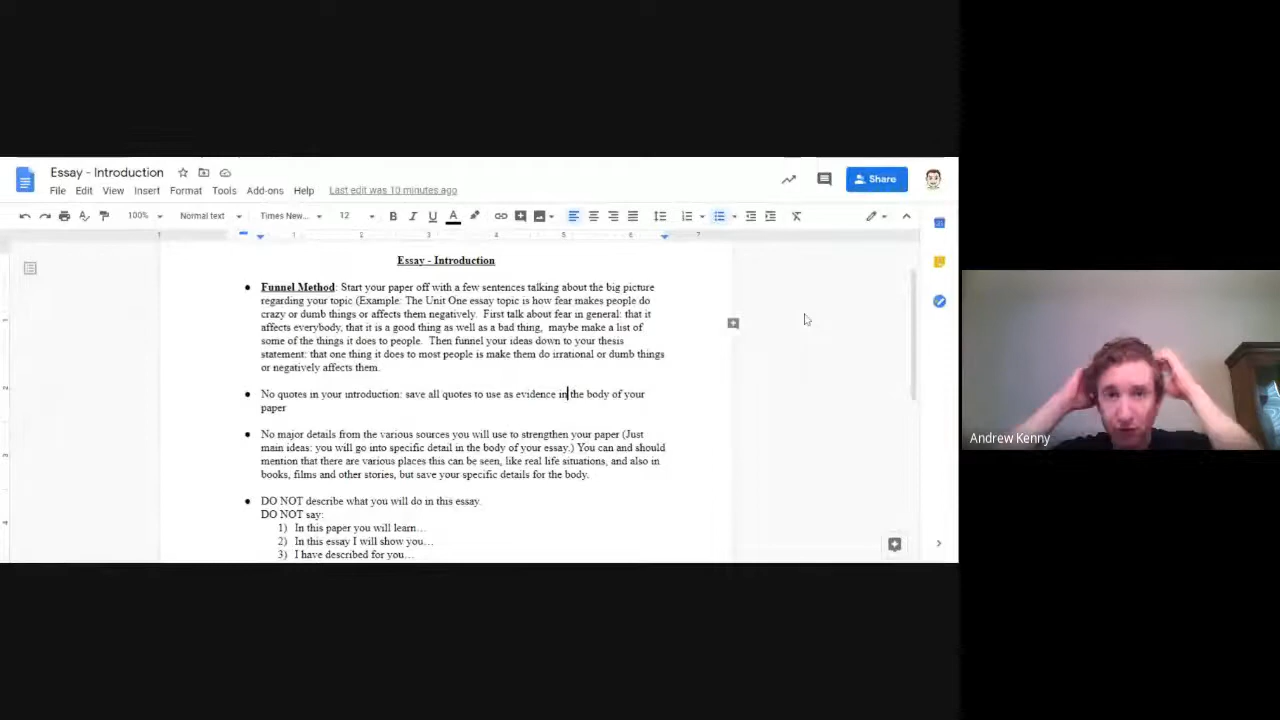 Essay - Introduction
File Edit View Insert Format Tools Add-ons Help Last edit was 10 minutes ago
Share
100% Normal text Times New... 12 B I U A
1 1 2 3 4 5 6 7
Essay - Introduction
● Funnel Method: Start your paper off with a few sentences talking about the big picture
regarding your topic (Example: The Unit One essay topic is how fear makes people do
crazy or dumb things or affects them negatively. First talk about fear in general: that it
affects everybody, that it is a good thing as well as a bad thing, maybe make a list of
some of the things it does to people. Then funnel your ideas down to your thesis
statement: that one thing it does to most people is make them do irrational or dumb things
or negatively affects them.
● No quotes in your introduction: save all quotes to use as evidence in the body of your
paper
● No major details from the various sources you will use to strengthen your paper (Just
main ideas: you will go into specific detail in the body of your essay.) You can and should
mention that there are various places this can be seen, like real life situations, and also in
books, films and other stories, but save your specific details for the body.
● DO NOT describe what you will do in this essay.
DO NOT say:
1) In this paper you will learn…
2) In this essay I will show you…
3) I have described for you…
Andrew Kenny